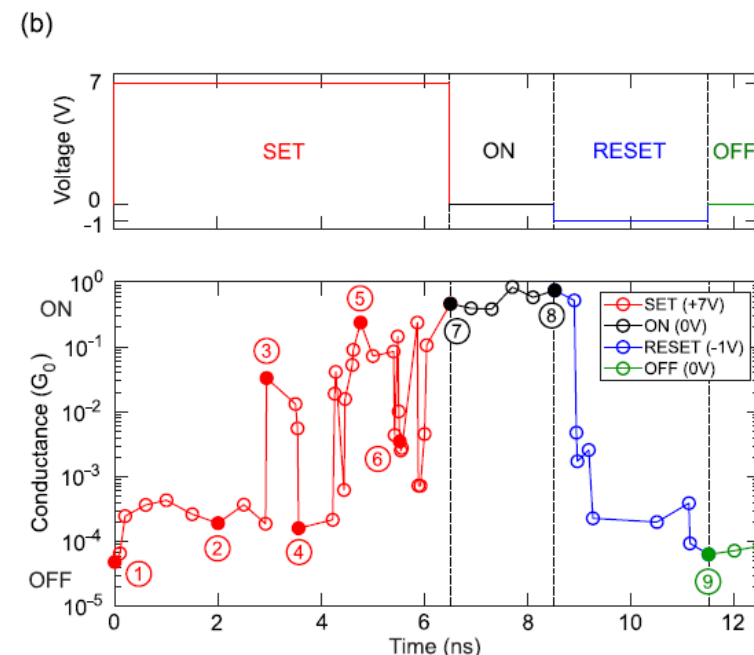 (b)
7
0
−1
Voltage (V)
SET
ON
RESET
OFF
10⁰
10⁻¹
10⁻²
10⁻³
10⁻⁴
10⁻⁵
ON
OFF
Conductance (G₀)
1
2
3
4
5
6
7
8
9
SET (+7V)
ON (0V)
RESET (-1V)
OFF (0V)
0
2
4
6
8
10
12
Time (ns)